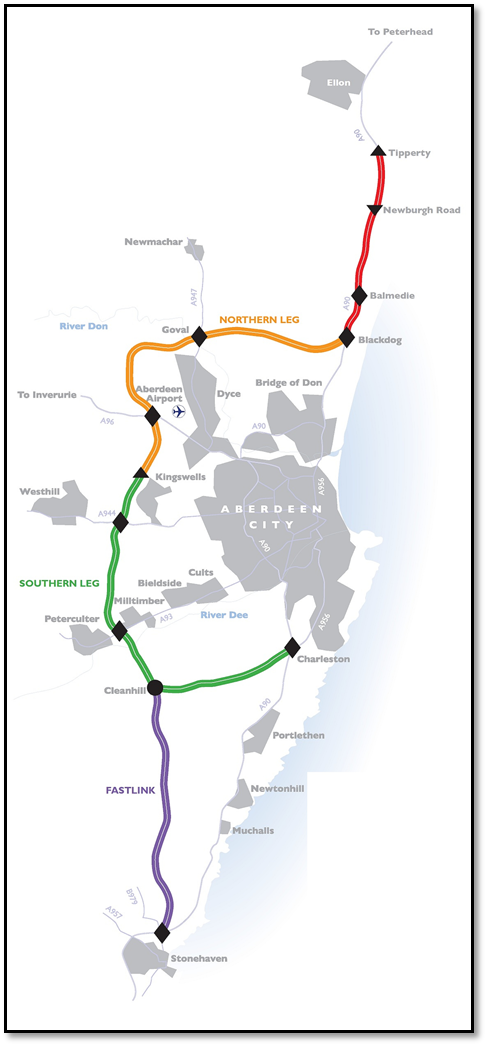 To Peterhead
Ellon
A90
Tipperty
Newburgh Road
Newmachar
A947
Balmedie
A90
NORTHERN LEG
River Don
Goval
Blackdog
Aberdeen
Airport
To Inverurie
Dyce
Bridge of Don
A96
A90
Kingswells
Westhill
A956
A944
ABERDEEN
CITY
A90
SOUTHERN LEG
Cults
Bieldside
Milltimber
River Dee
Peterculter
A93
A956
Charleston
Cleanhill
A90
Portlethen
FASTLINK
Newtonhill
Muchalls
B979
A957
Stonehaven